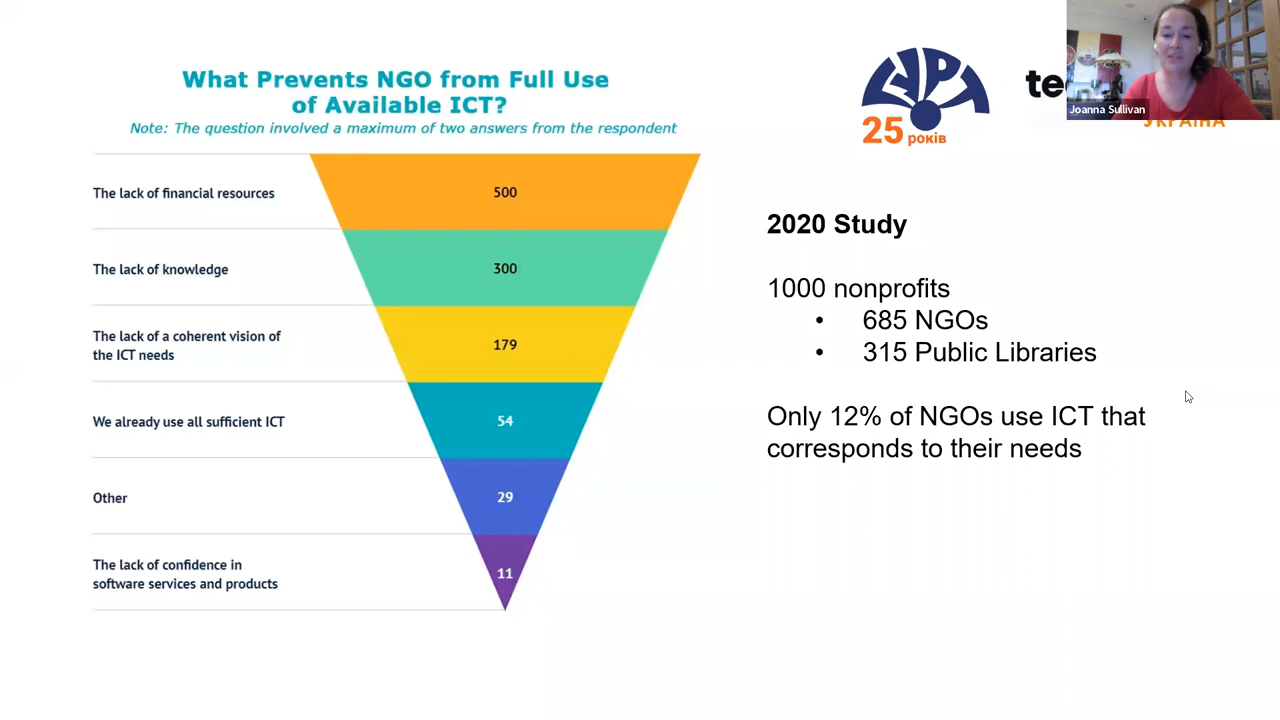 What Prevents NGO from Full Use
of Available ICT?
Note: The question involved a maximum of two answers from the respondent
The lack of financial resources
500
The lack of knowledge
300
The lack of a coherent vision of
the ICT needs
179
We already use all sufficient ICT
54
Other
29
The lack of confidence in
software services and products
11
ГУРТ
25 років
te
УКРАЇНА
Joanna Sullivan
2020 Study
1000 nonprofits
• 685 NGOs
• 315 Public Libraries
Only 12% of NGOs use ICT that
corresponds to their needs